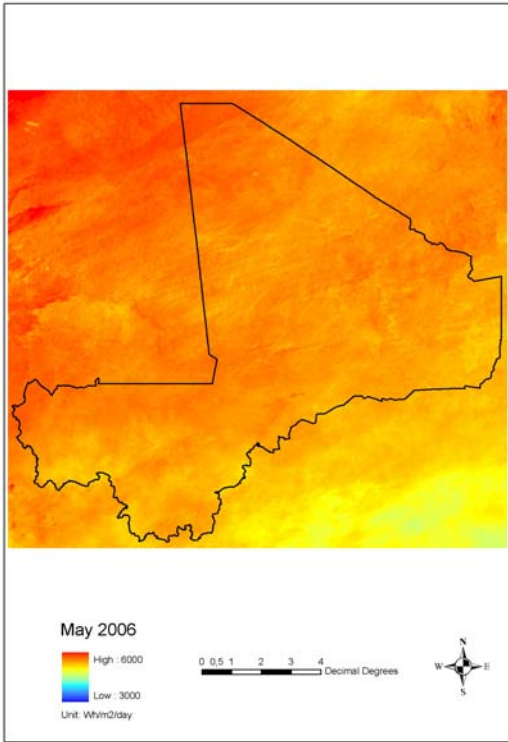 May 2006
High : 6000
Low : 3000
Unit: Wh/m2/day
0 0,5 1 2 3 4
Decimal Degrees
N
W E
S